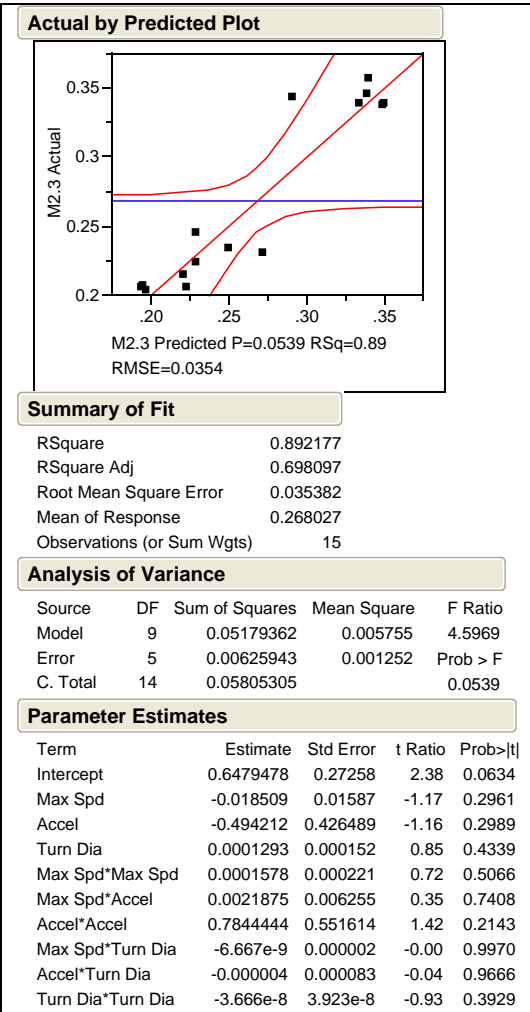 Actual by Predicted Plot
0.35
0.3
0.25
0.2
M2.3 Actual
.20 .25 .30 .35
M2.3 Predicted P=0.0539 RSq=0.89
RMSE=0.0354
Summary of Fit
RSquare 0.892177
RSquare Adj 0.698097
Root Mean Square Error 0.035382
Mean of Response 0.268027
Observations (or Sum Wgts) 15
Analysis of Variance
Source DF Sum of Squares Mean Square F Ratio
Model 9 0.05179362 0.005755 4.5969
Error 5 0.00625943 0.001252 Prob > F
C. Total 14 0.05805305 0.0539
Parameter Estimates
Term Estimate Std Error t Ratio Prob>|t|
Intercept 0.6479478 0.27258 2.38 0.0634
Max Spd -0.018509 0.01587 -1.17 0.2961
Accel -0.494212 0.426489 -1.16 0.2989
Turn Dia 0.0001293 0.000152 0.85 0.4339
Max Spd*Max Spd 0.0001578 0.000221 0.72 0.5066
Max Spd*Accel 0.0021875 0.006255 0.35 0.7408
Accel*Accel 0.7844444 0.551614 1.42 0.2143
Max Spd*Turn Dia -6.667e-9 0.000002 -0.00 0.9970
Accel*Turn Dia -0.000004 0.000083 -0.04 0.9666
Turn Dia*Turn Dia -3.666e-8 3.923e-8 -0.93 0.3929